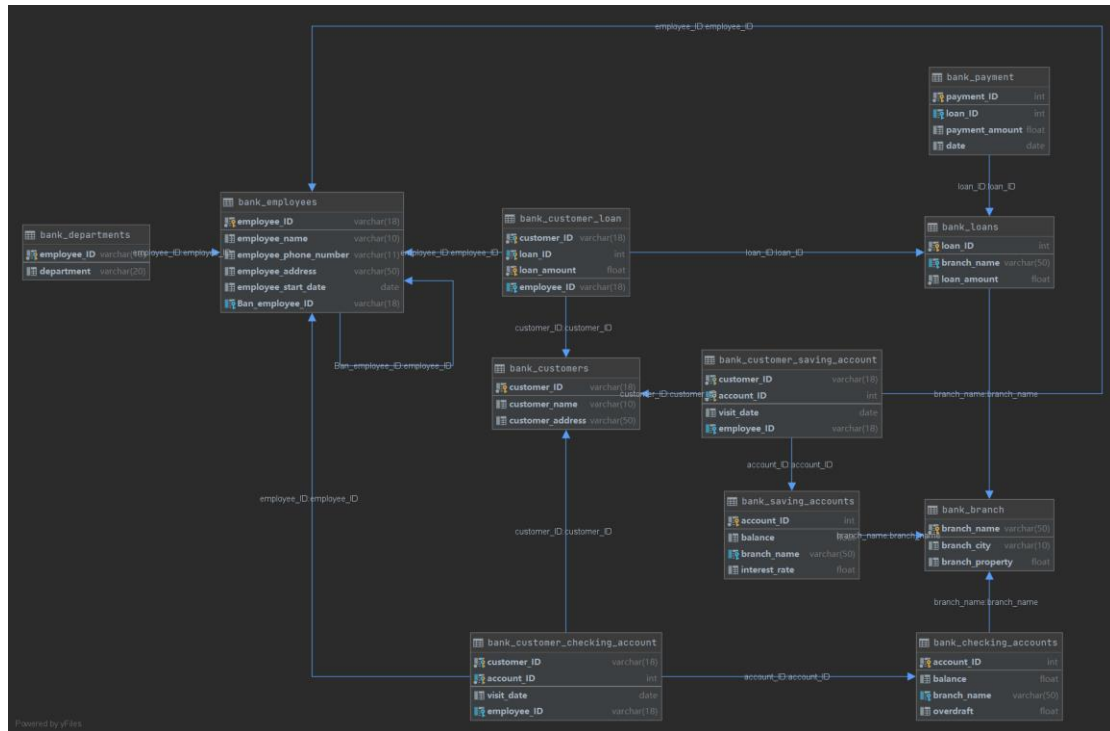 employee_ID:employee_ID
bank_payment
payment_ID int
loan_ID int
payment_amount float
date date
loan_ID:loan_ID
bank_employees
employee_ID varchar(18)
employee_name varchar(10)
employee_phone_number varchar(11)
employee_address varchar(50)
employee_start_date date
Ban_employee_ID varchar(18)
Ban_employee_ID:employee_ID
bank_departments
employee_ID
department varchar(20)
employee_ID:employee_ID
bank_customer_loan
customer_ID varchar(18)
loan_ID int
loan_amount float
employee_ID varchar(18)
loan_ID:loan_ID
bank_loans
loan_ID int
branch_name varchar(50)
loan_amount float
customer_ID:customer_ID
bank_customers
customer_ID varchar(18)
customer_name varchar(10)
customer_address varchar(50)
bank_customer_saving_account
customer_ID varchar(18)
account_ID int
visit_date date
employee_ID varchar(18)
branch_name:branch_name
account_ID:account_ID
employee_ID:employee_ID
customer_ID:customer_ID
bank_saving_accounts
account_ID int
balance
branch_name varchar(50)
interest_rate float
bank_branch
branch_name varchar(50)
branch_city varchar(10)
branch_property float
branch_name:branch_name
bank_customer_checking_account
customer_ID varchar(18)
account_ID int
visit_date date
employee_ID varchar(18)
account_ID:account_ID
bank_checking_accounts
account_ID int
balance float
branch_name varchar(50)
overdraft float
Powered by yFiles